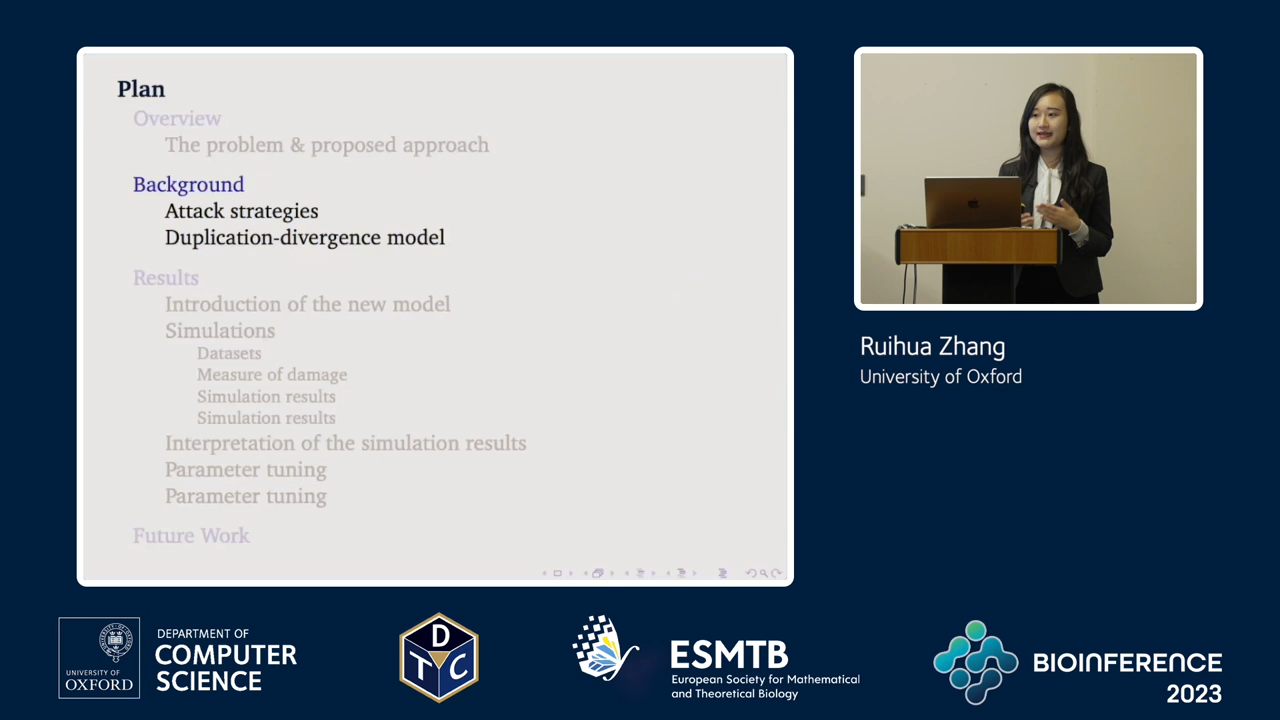 Plan
Overview
The problem & proposed approach
Background
Attack strategies
Duplication-divergence model
Results
Introduction of the new model
Simulations
Datasets
Measure of damage
Simulation results
Simulation results
Interpretation of the simulation results
Parameter tuning
Parameter tuning
Future Work
Ruihua Zhang
University of Oxford
UNIVERSITY OF
OXFORD
DEPARTMENT OF
COMPUTER
SCIENCE
D
T C
ESMTB
European Society for Mathematical
and Theoretical Biology
BIOINFERENCE
2023